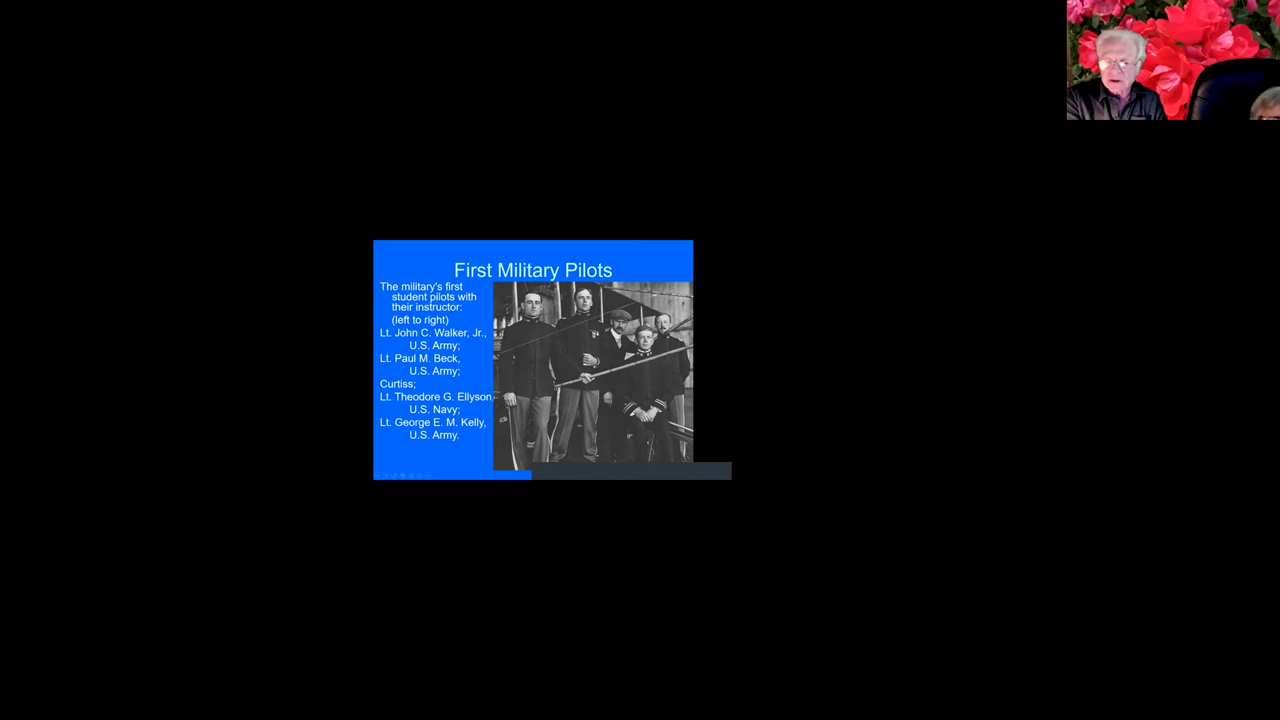 First Military Pilots
The military's first
student pilots with
their instructor:
(left to right)
Lt. John C. Walker, Jr.,
U.S. Army;
Lt. Paul M. Beck,
U.S. Army;
Curtiss;
Lt. Theodore G. Ellyson,
U.S. Navy;
Lt. George E. M. Kelly,
U.S. Army.